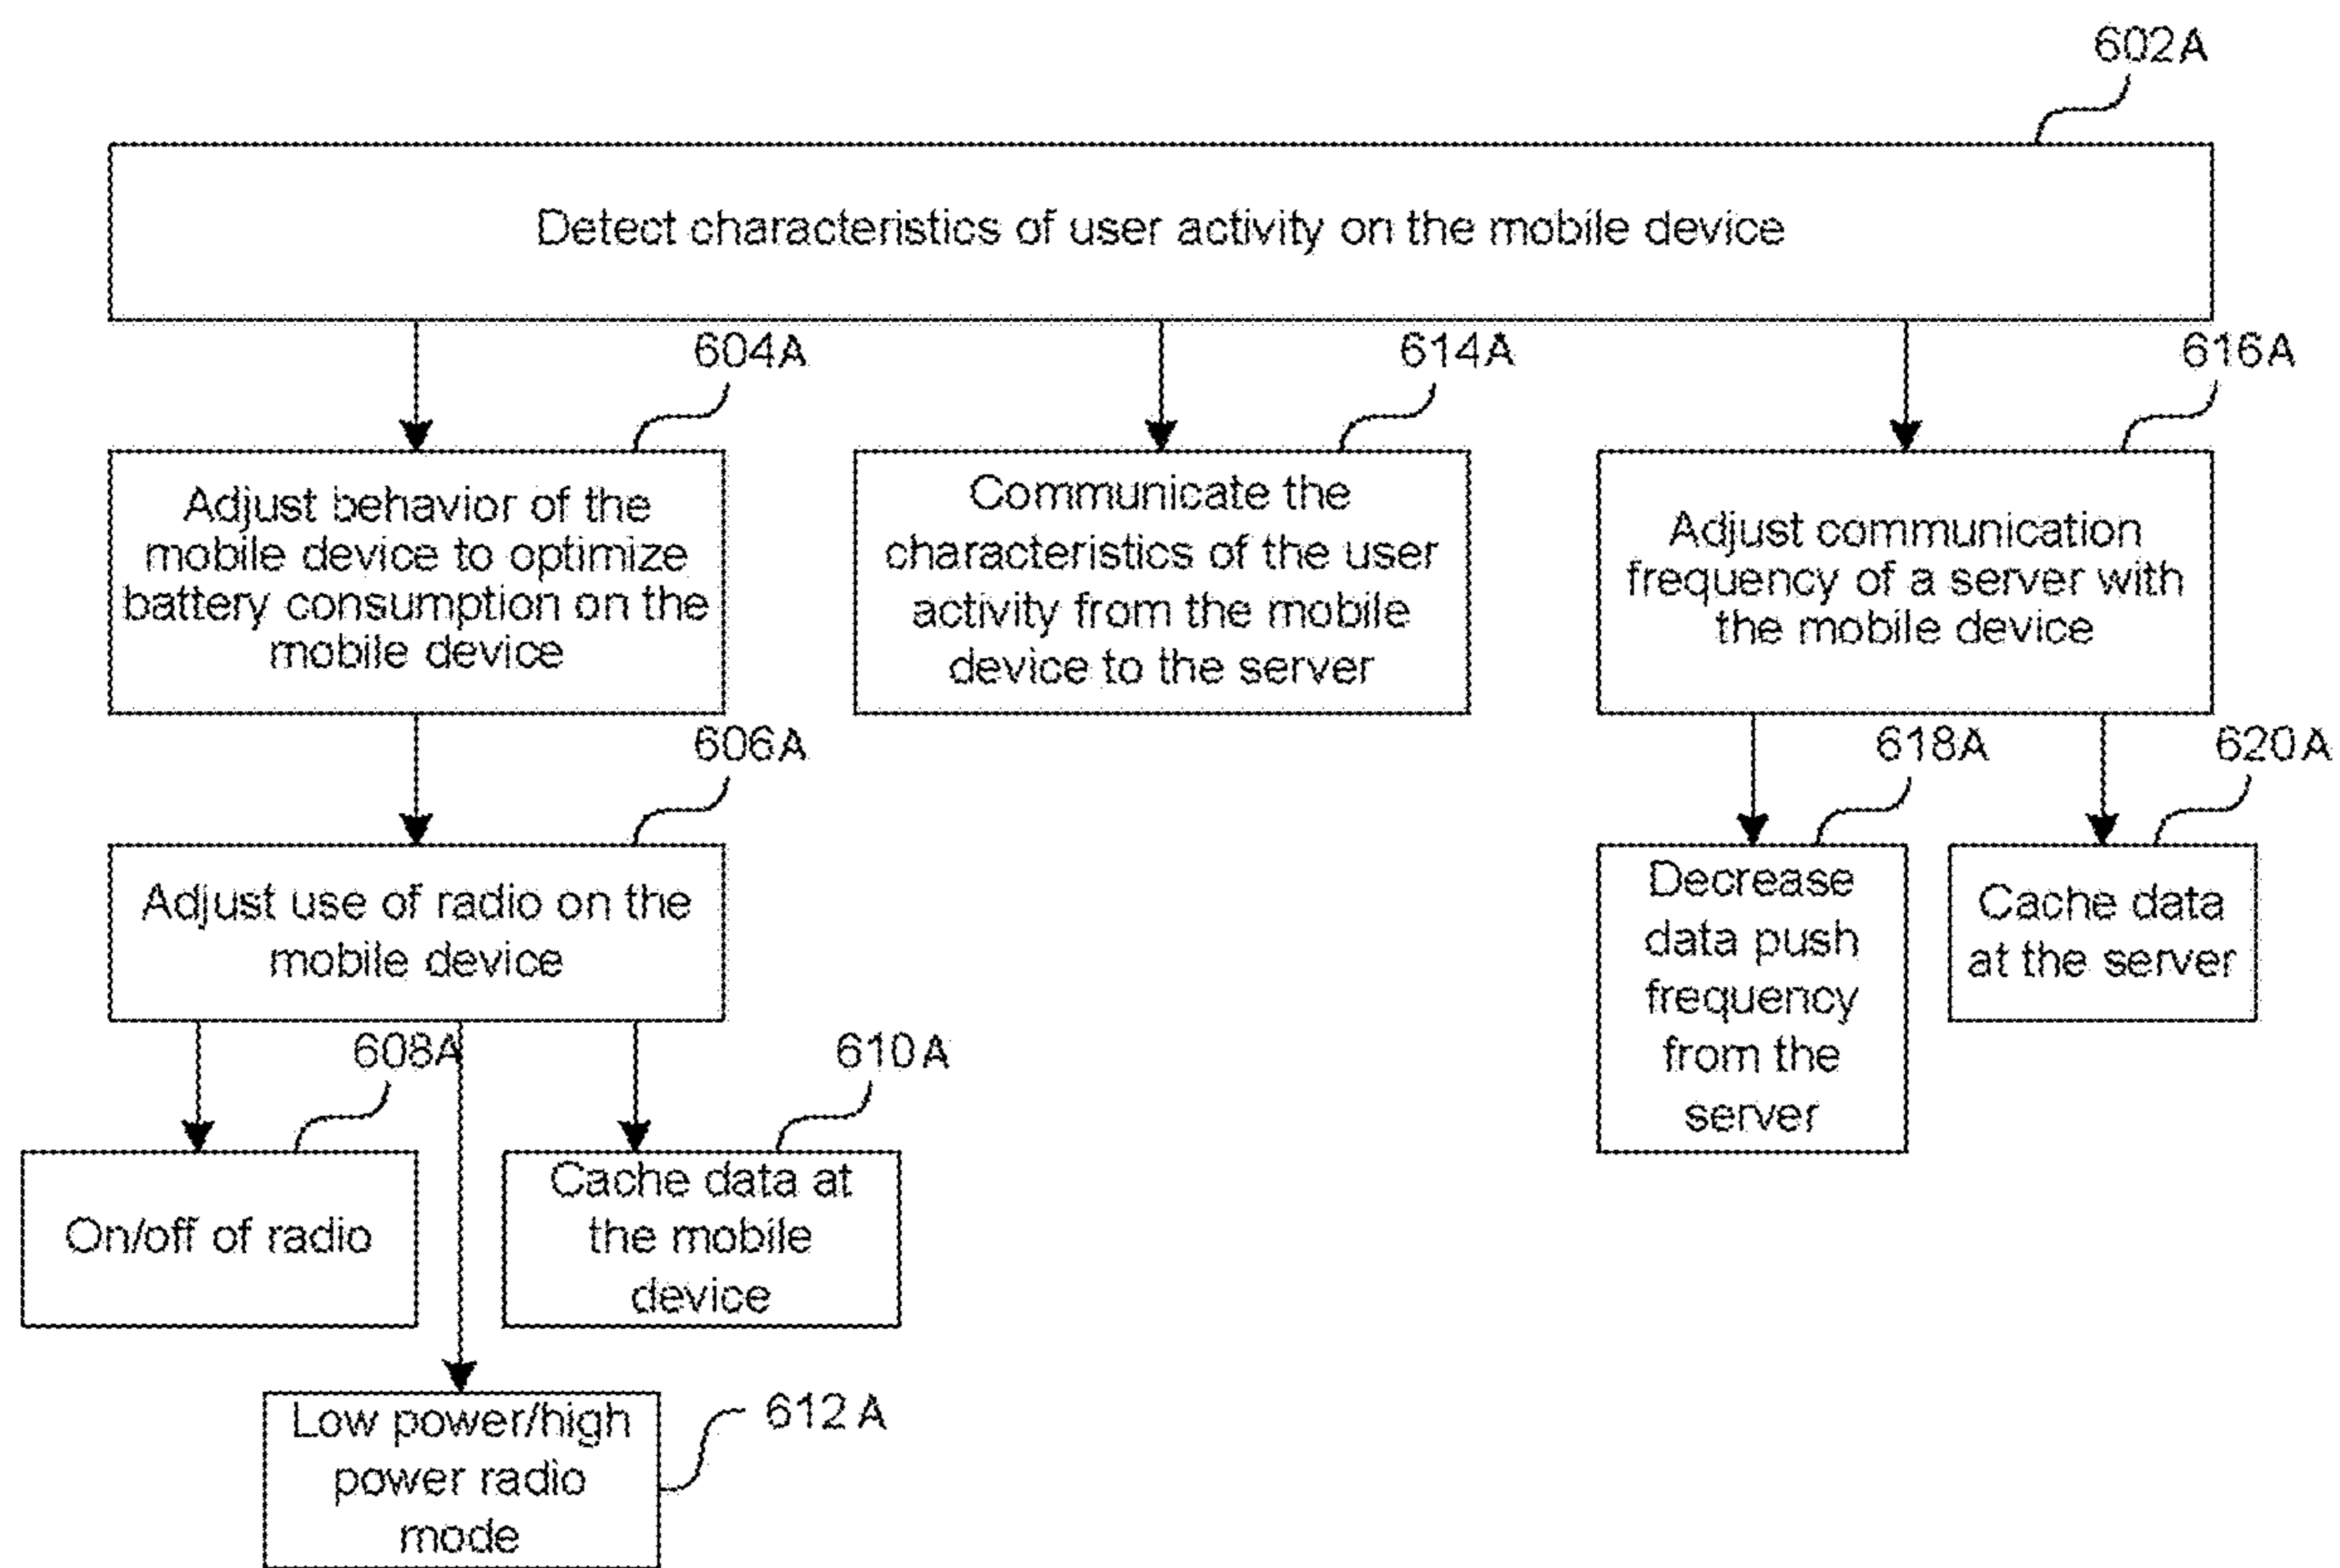 602A
Detect characteristics of user activity on the mobile device
604A
614A
616A
Adjust behavior of the
mobile device to optimize
battery consumption on the
mobile device
Communicate the
characteristics of the user
activity from the mobile
device to the server
Adjust communication
frequency of a server with
the mobile device
606A
618A
620A
Adjust use of radio on the
mobile device
Decrease
data push
frequency
from the
server
Cache data
at the server
608A
610A
On/off of radio
Cache data at
the mobile
device
Low power/high
power radio
mode
612A